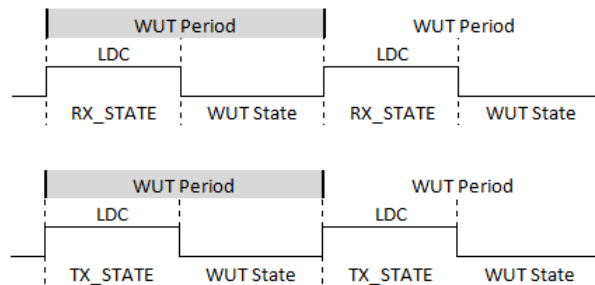 WUT Period WUT Period
LDC LDC
RX_STATE WUT State RX_STATE WUT State
WUT Period WUT Period
LDC LDC
TX_STATE WUT State TX_STATE WUT State